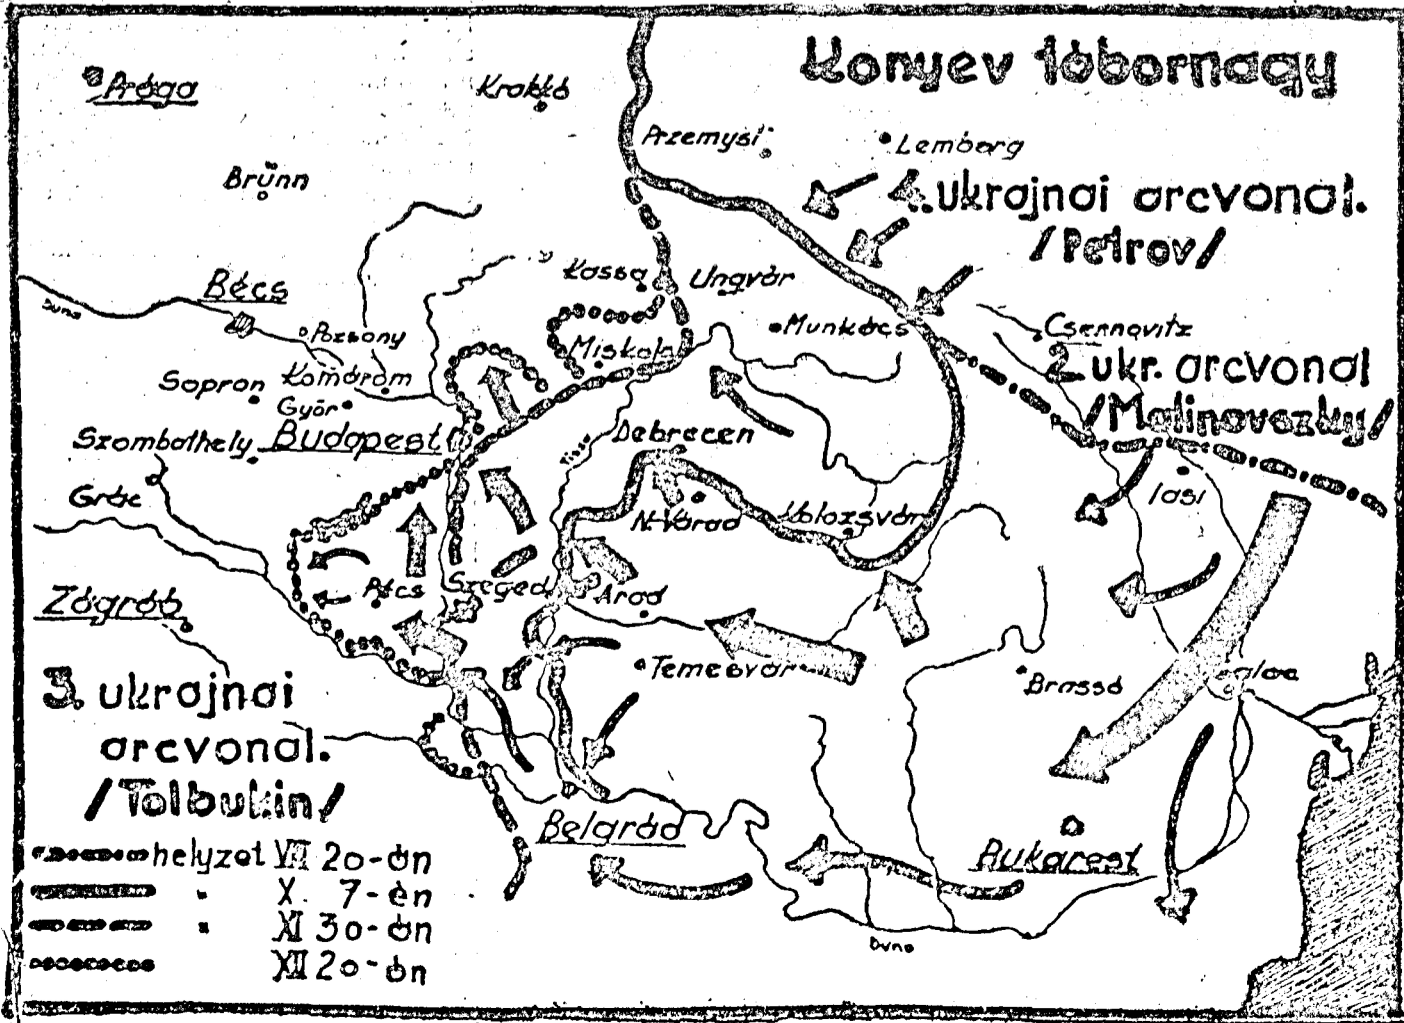 Konyev tábornagy
Prága
Krakkó
Przemysl
Lemberg
Brünn
4. ukrajnai arcvonal.
/Petrov/
Kassa
Ungvár
Bécs
Duna
Pozsony
Munkács
Csernovitz
Miskolc
2. ukr. arcvonal
/Malinovszky/
Sopron
Komárom
Győr
Szombathely
Budapest
Debrecen
Tisza
Iasi
Grác
N-Várad
Kolozsvár
Zágráb
Pécs
Szeged
Arad
Temesvár
Brassó
3. ukrajnai
arcvonal.
/Tolbukin/
Belgrád
Bukarest
helyzet VIII 20-án
" X. 7-én
" XI 30-án
XII 20-án
Duna